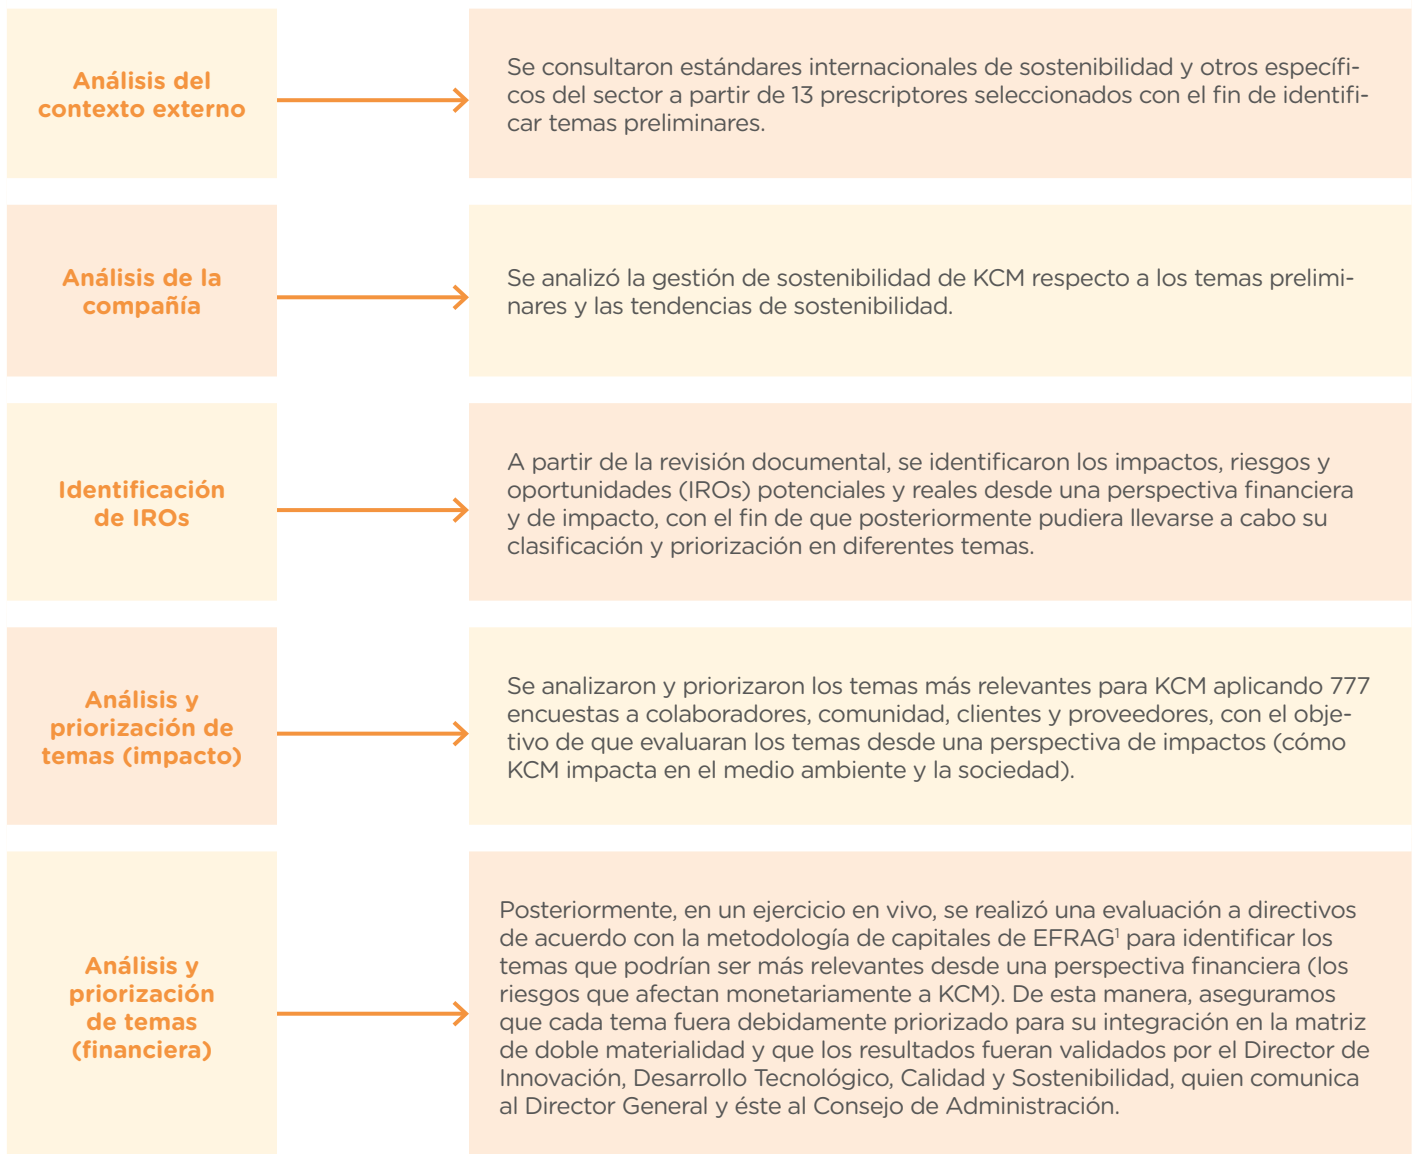 Análisis del
contexto externo
Se consultaron estándares internacionales de sostenibilidad y otros específi-
cos del sector a partir de 13 prescriptores seleccionados con el fin de identifi-
car temas preliminares.
Análisis de la
compañía
Se analizó la gestión de sostenibilidad de KCM respecto a los temas prelimi-
nares y las tendencias de sostenibilidad.
Identificación
de IROs
A partir de la revisión documental, se identificaron los impactos, riesgos y
oportunidades (IROs) potenciales y reales desde una perspectiva financiera
y de impacto, con el fin de que posteriormente pudiera llevarse a cabo su
clasificación y priorización en diferentes temas.
Análisis y
priorización de
temas (impacto)
Se analizaron y priorizaron los temas más relevantes para KCM aplicando 777
encuestas a colaboradores, comunidad, clientes y proveedores, con el obje-
tivo de que evaluaran los temas desde una perspectiva de impactos (cómo
KCM impacta en el medio ambiente y la sociedad).
Análisis y
priorización
de temas
(financiera)
Posteriormente, en un ejercicio en vivo, se realizó una evaluación a directivos
de acuerdo con la metodología de capitales de EFRAG¹ para identificar los
temas que podrían ser más relevantes desde una perspectiva financiera (los
riesgos que afectan monetariamente a KCM). De esta manera, aseguramos
que cada tema fuera debidamente priorizado para su integración en la matriz
de doble materialidad y que los resultados fueran validados por el Director de
Innovación, Desarrollo Tecnológico, Calidad y Sostenibilidad, quien comunica
al Director General y éste al Consejo de Administración.